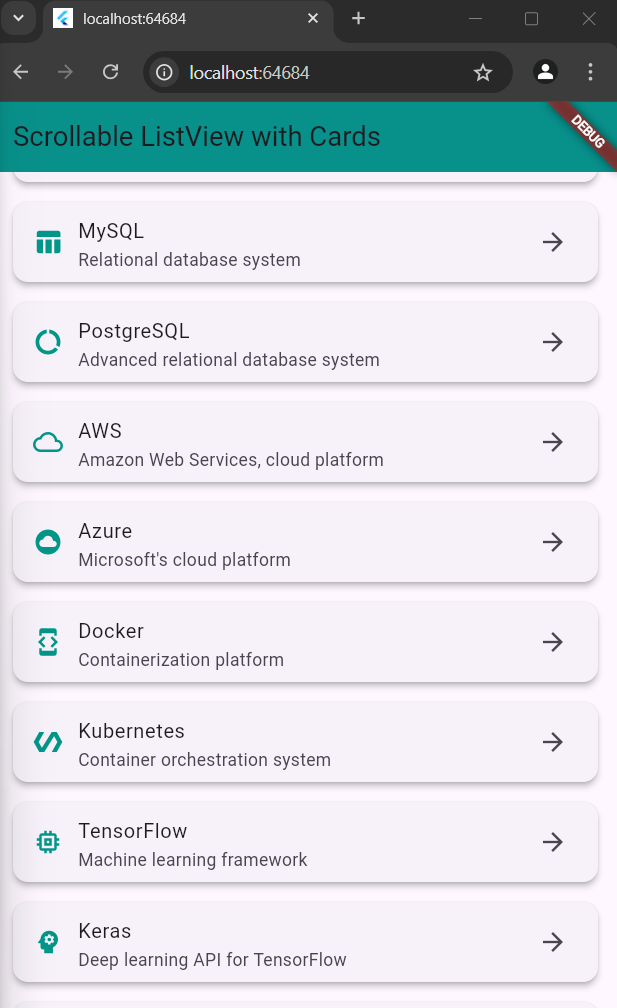 localhost:64684
localhost:64684
Scrollable ListView with Cards
DEBUG
MySQL
Relational database system
PostgreSQL
Advanced relational database system
AWS
Amazon Web Services, cloud platform
Azure
Microsoft's cloud platform
Docker
Containerization platform
Kubernetes
Container orchestration system
TensorFlow
Machine learning framework
Keras
Deep learning API for TensorFlow